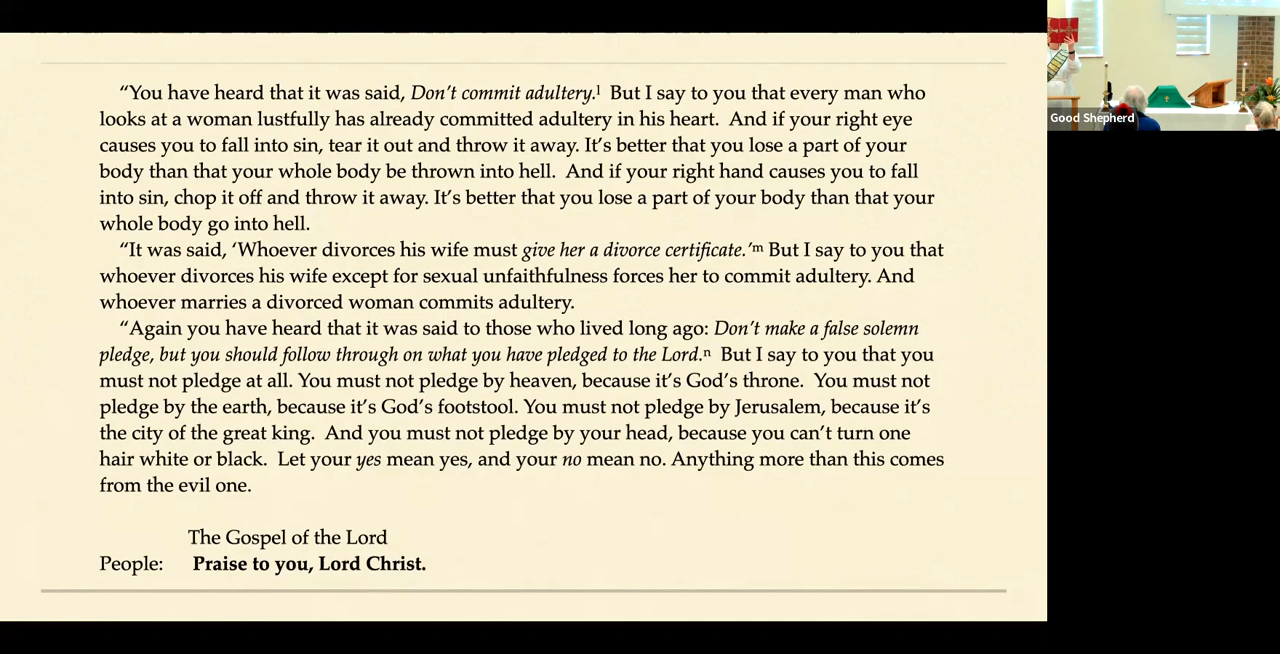 “You have heard that it was said, Don’t commit adultery.l But I say to you that every man who
looks at a woman lustfully has already committed adultery in his heart. And if your right eye
causes you to fall into sin, tear it out and throw it away. It’s better that you lose a part of your
body than that your whole body be thrown into hell. And if your right hand causes you to fall
into sin, chop it off and throw it away. It’s better that you lose a part of your body than that your
whole body go into hell.
“It was said, ‘Whoever divorces his wife must give her a divorce certificate.’m But I say to you that
whoever divorces his wife except for sexual unfaithfulness forces her to commit adultery. And
whoever marries a divorced woman commits adultery.
“Again you have heard that it was said to those who lived long ago: Don’t make a false solemn
pledge, but you should follow through on what you have pledged to the Lord.n But I say to you that you
must not pledge at all. You must not pledge by heaven, because it’s God’s throne. You must not
pledge by the earth, because it’s God’s footstool. You must not pledge by Jerusalem, because it’s
the city of the great king. And you must not pledge by your head, because you can’t turn one
hair white or black. Let your yes mean yes, and your no mean no. Anything more than this comes
from the evil one.
The Gospel of the Lord
People: Praise to you, Lord Christ.
Good Shepherd